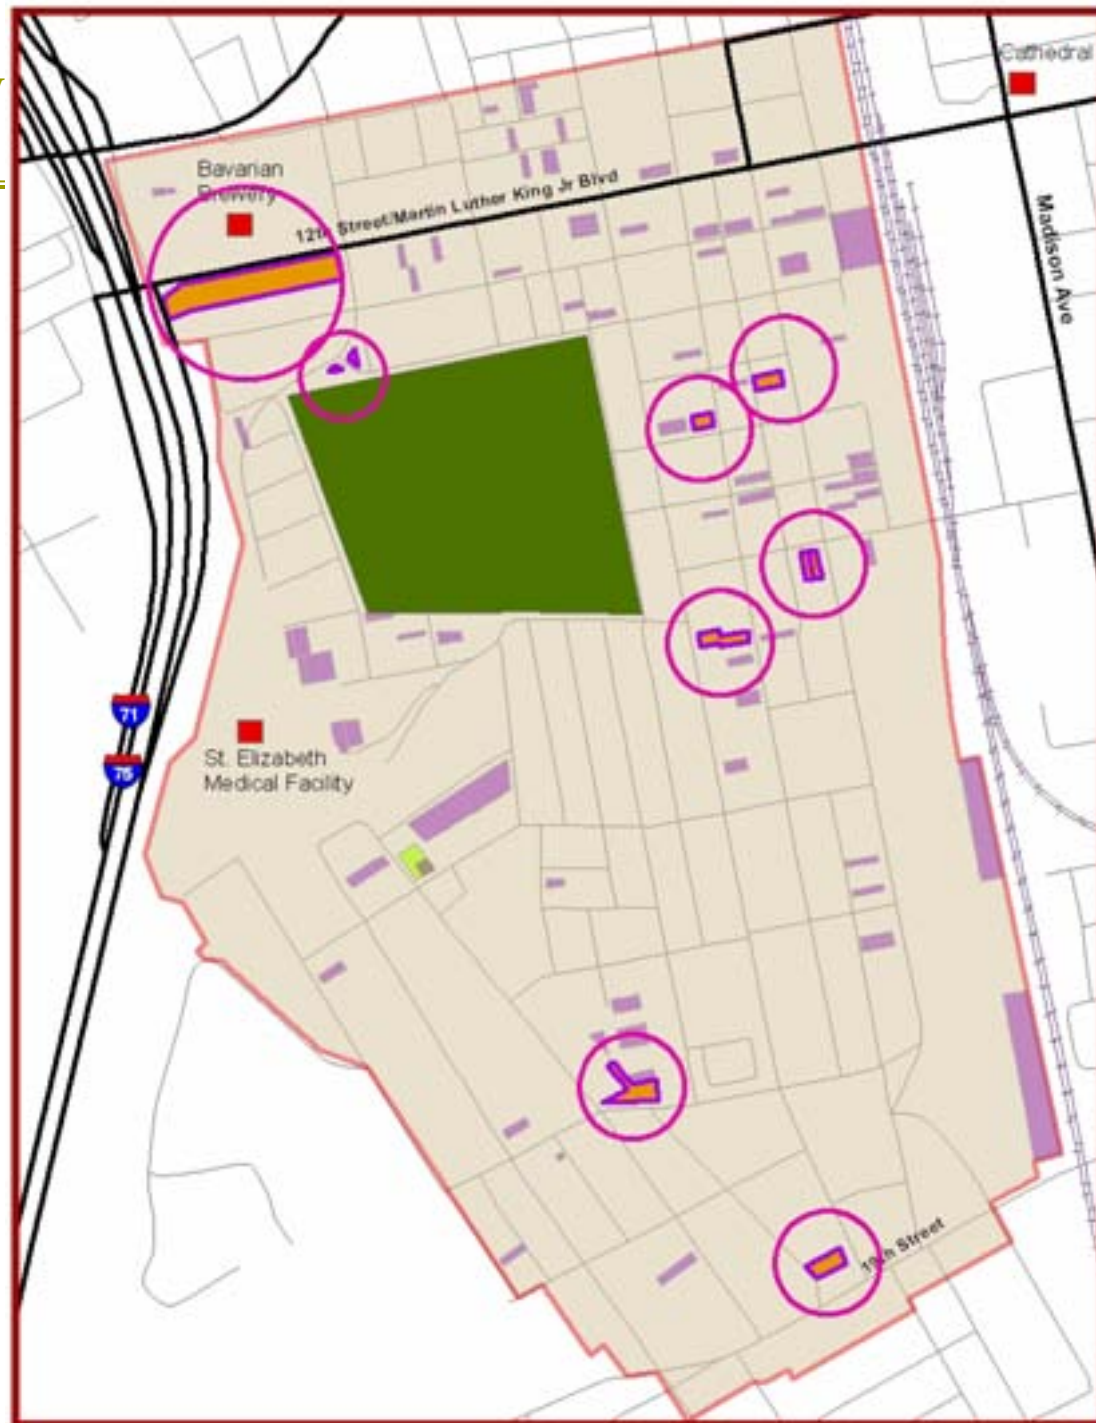 Cathedral
Bavarian
Brewery
12th Street/Martin Luther King Jr Blvd
Madison Ave
71
75
St. Elizabeth
Medical Facility
19th Street